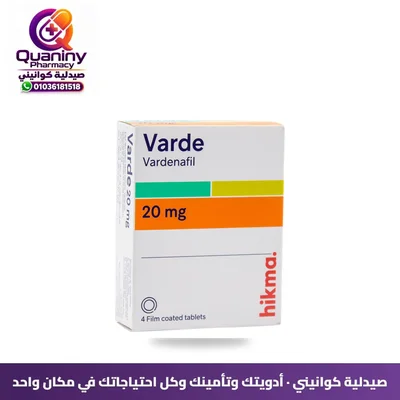 Quaniny
Pharmacy
صيدلية كوانيني
01036181518
Varde 20 mg
Varde
Vardenafil
20 mg
4 Film coated tablets
hikma.
صيدلية كوانيني - أدويتك وتأمينك وكل احتياجاتك في مكان واحد